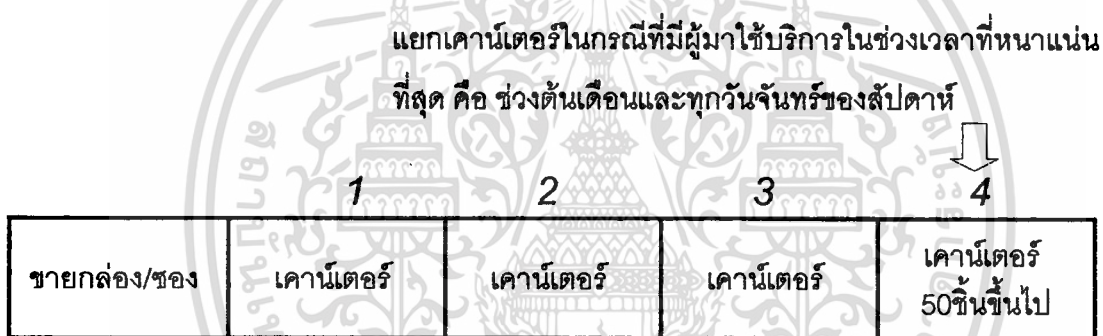 แยกเคาน์เตอร์ในกรณีที่มีผู้มาใช้บริการในช่วงเวลาที่หนาแน่น
ที่สุด คือ ช่วงต้นเดือนและทุกวันจันทร์ของสัปดาห์
1 2 3 4
ขายกล่อง/ซอง เคาน์เตอร์ เคาน์เตอร์ เคาน์เตอร์ เคาน์เตอร์
50ชิ้นขึ้นไป